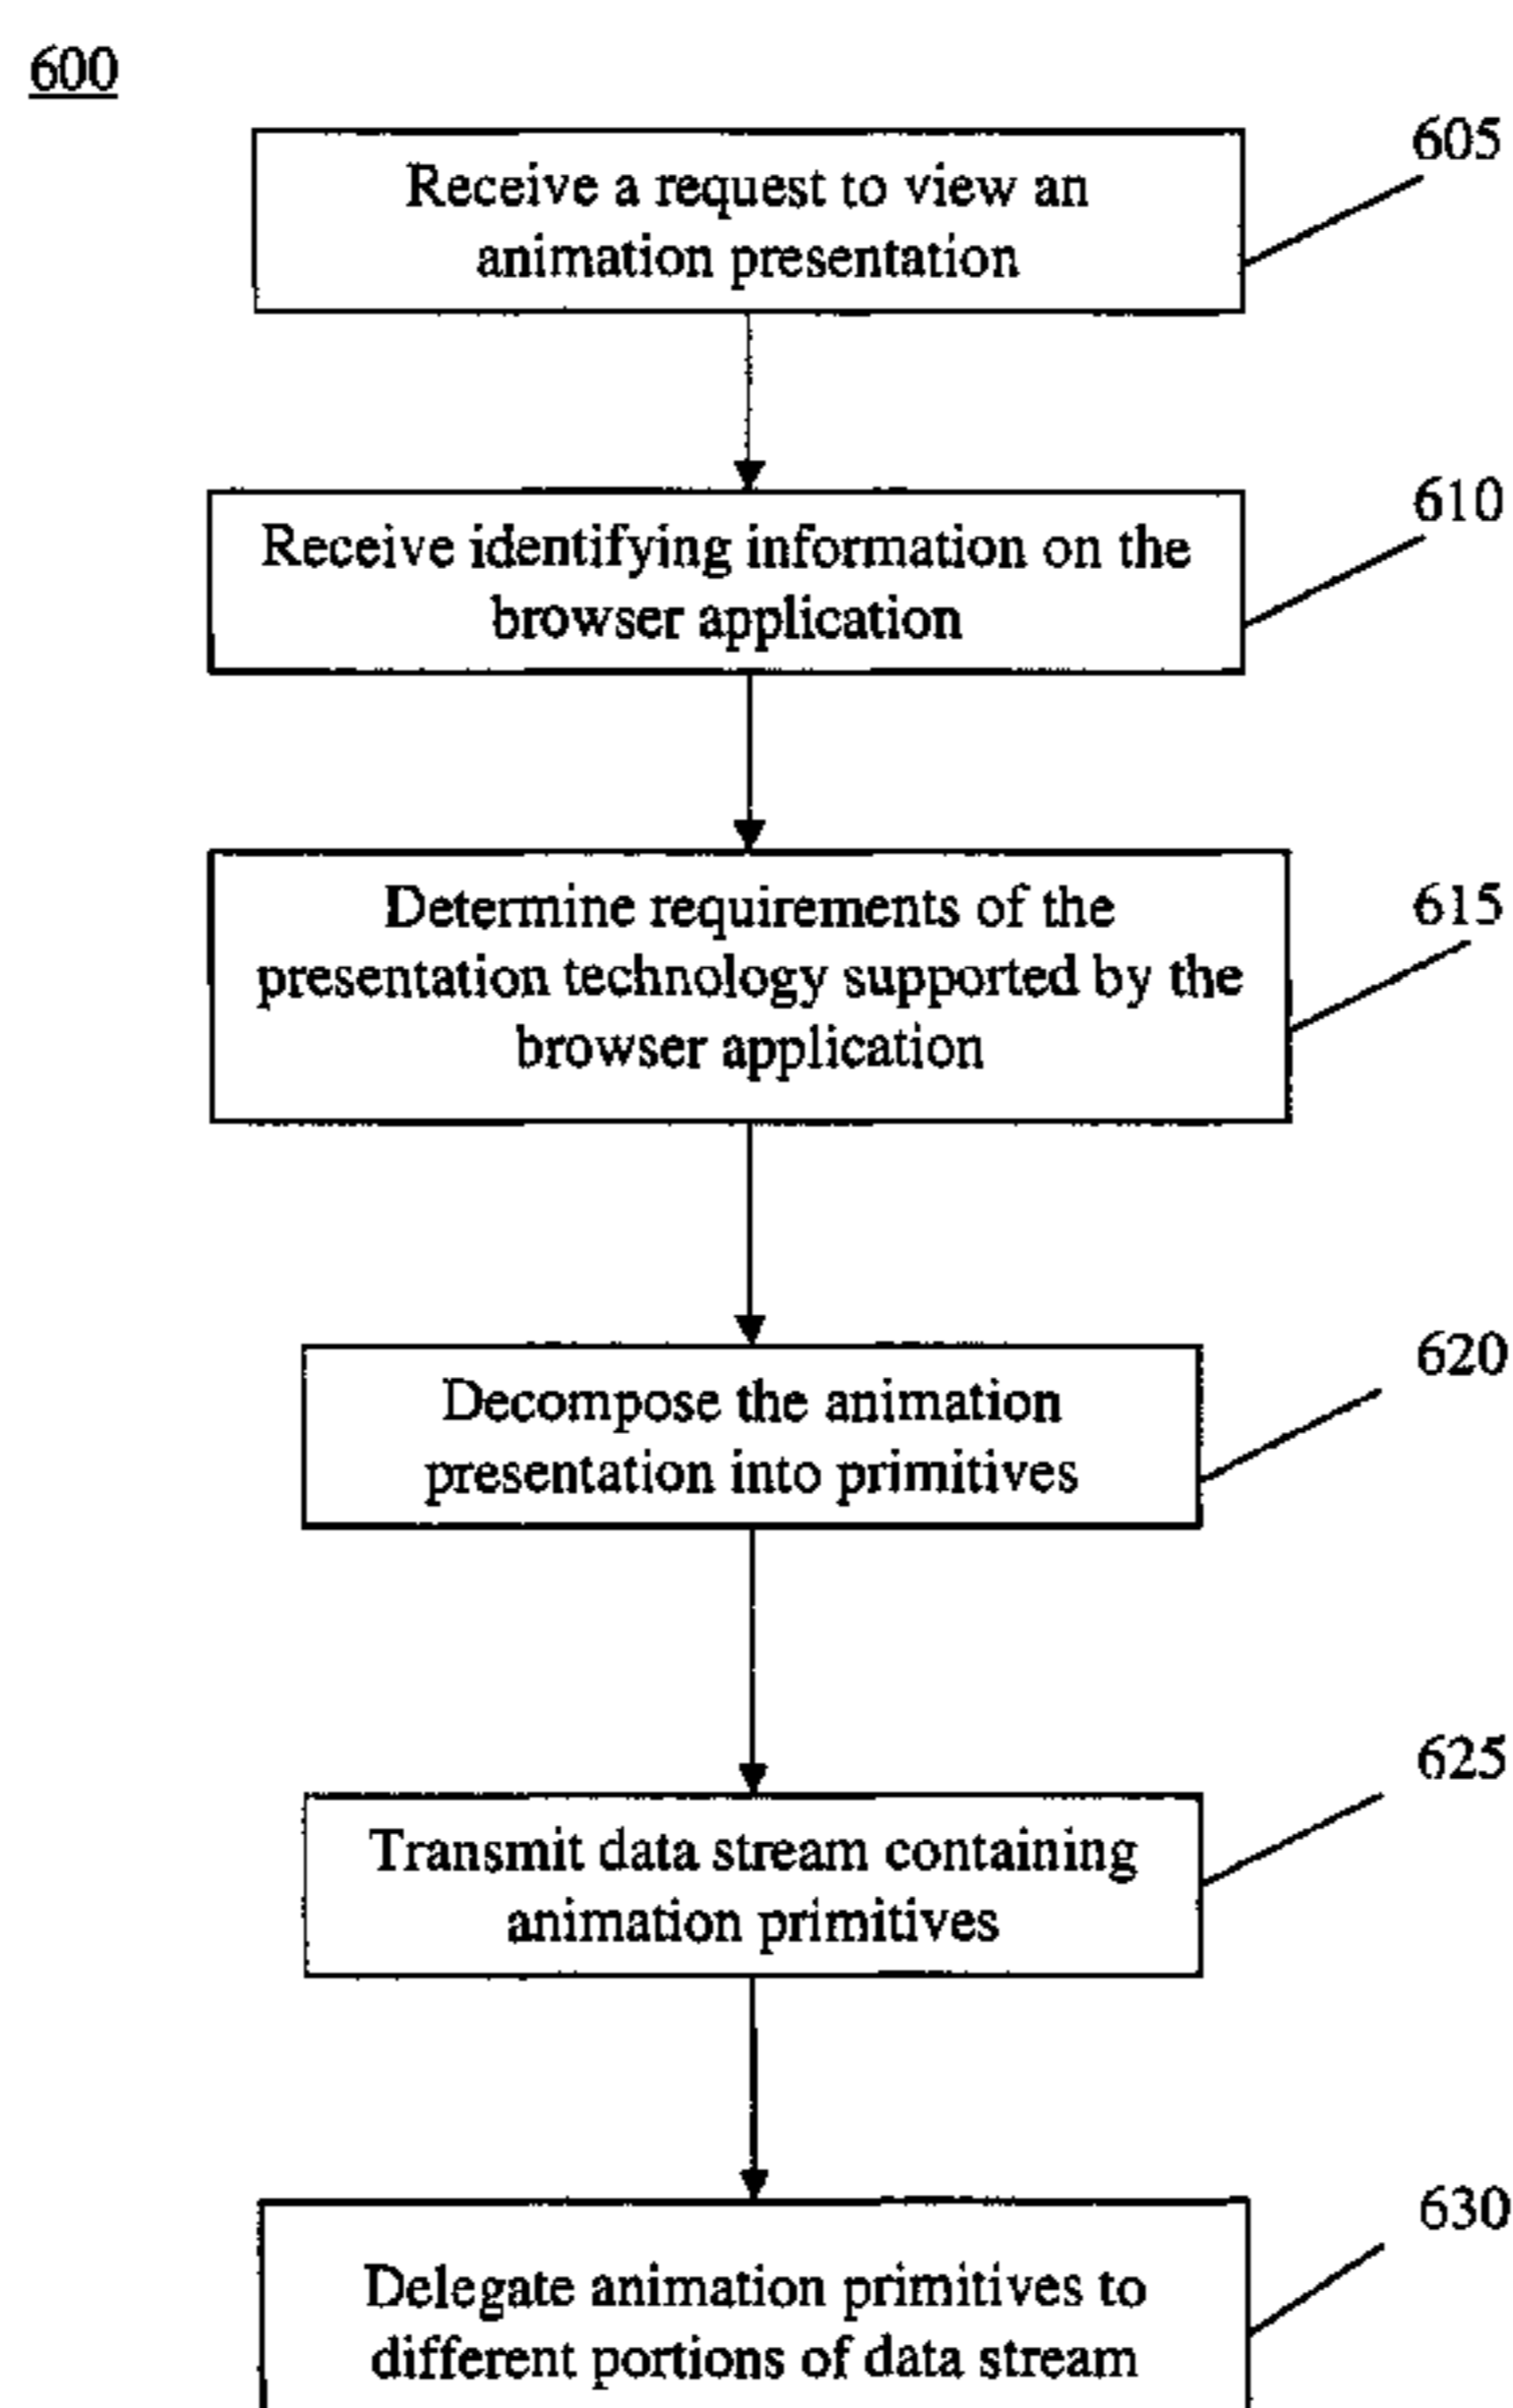 600
605
Receive a request to view an
animation presentation
610
Receive identifying information on the
browser application
615
Determine requirements of the
presentation technology supported by the
browser application
620
Decompose the animation
presentation into primitives
625
Transmit data stream containing
animation primitives
630
Delegate animation primitives to
different portions of data stream